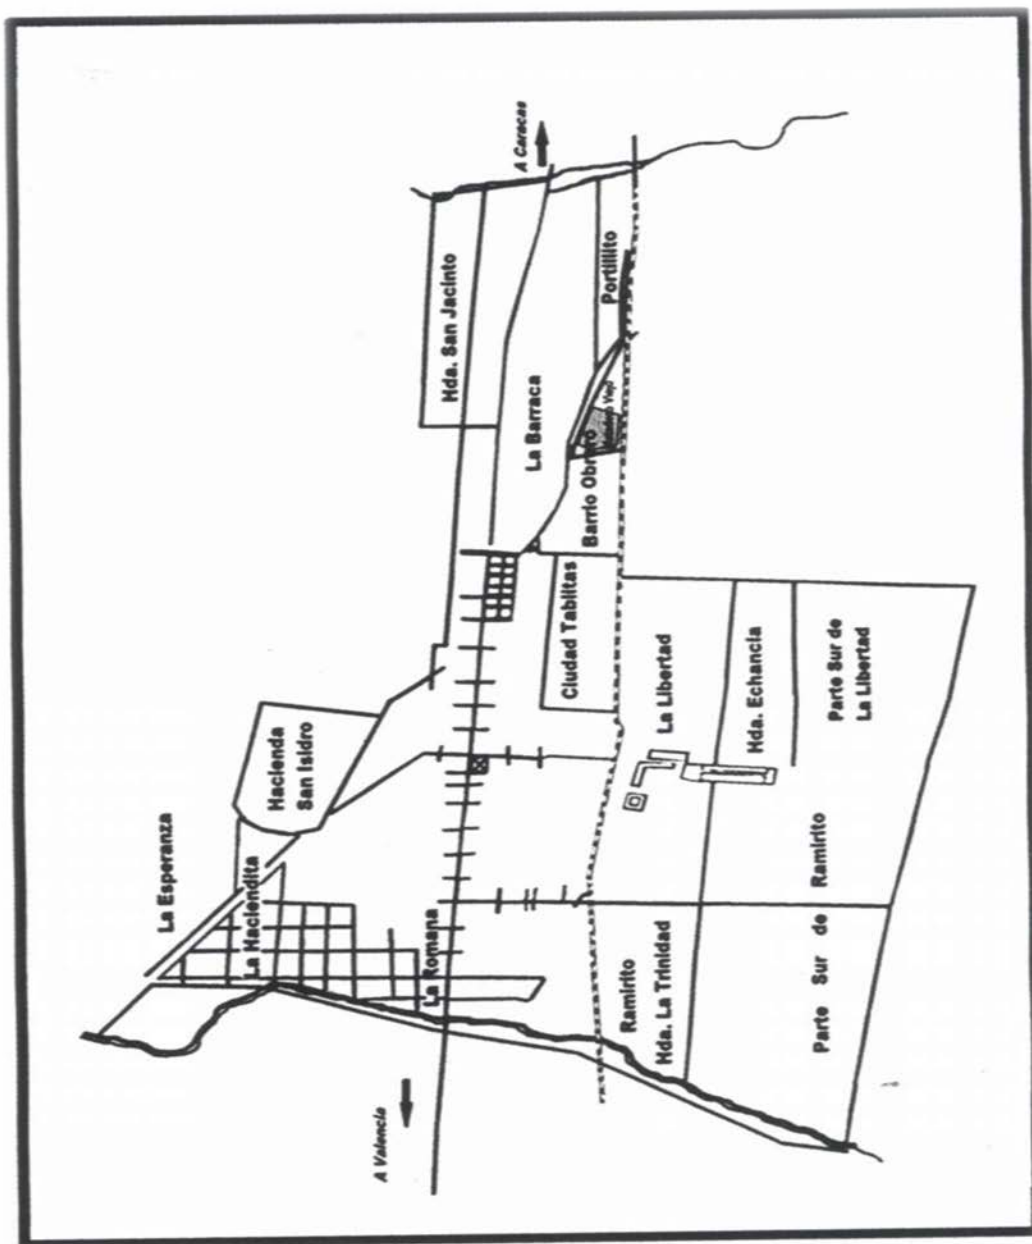 La Esperanza
Hacienda
San Isidro
La Haciendita
La Romana
A Valencia
A Caracas
Hda. San Jacinto
La Barraca
Portillito
Barrio Obrero
Viejo
Ciudad Tablitas
La Libertad
Hda. Echancia
Parte Sur de
La Libertad
Ramirito
Hda. La Trinidad
Parte Sur de Ramirito